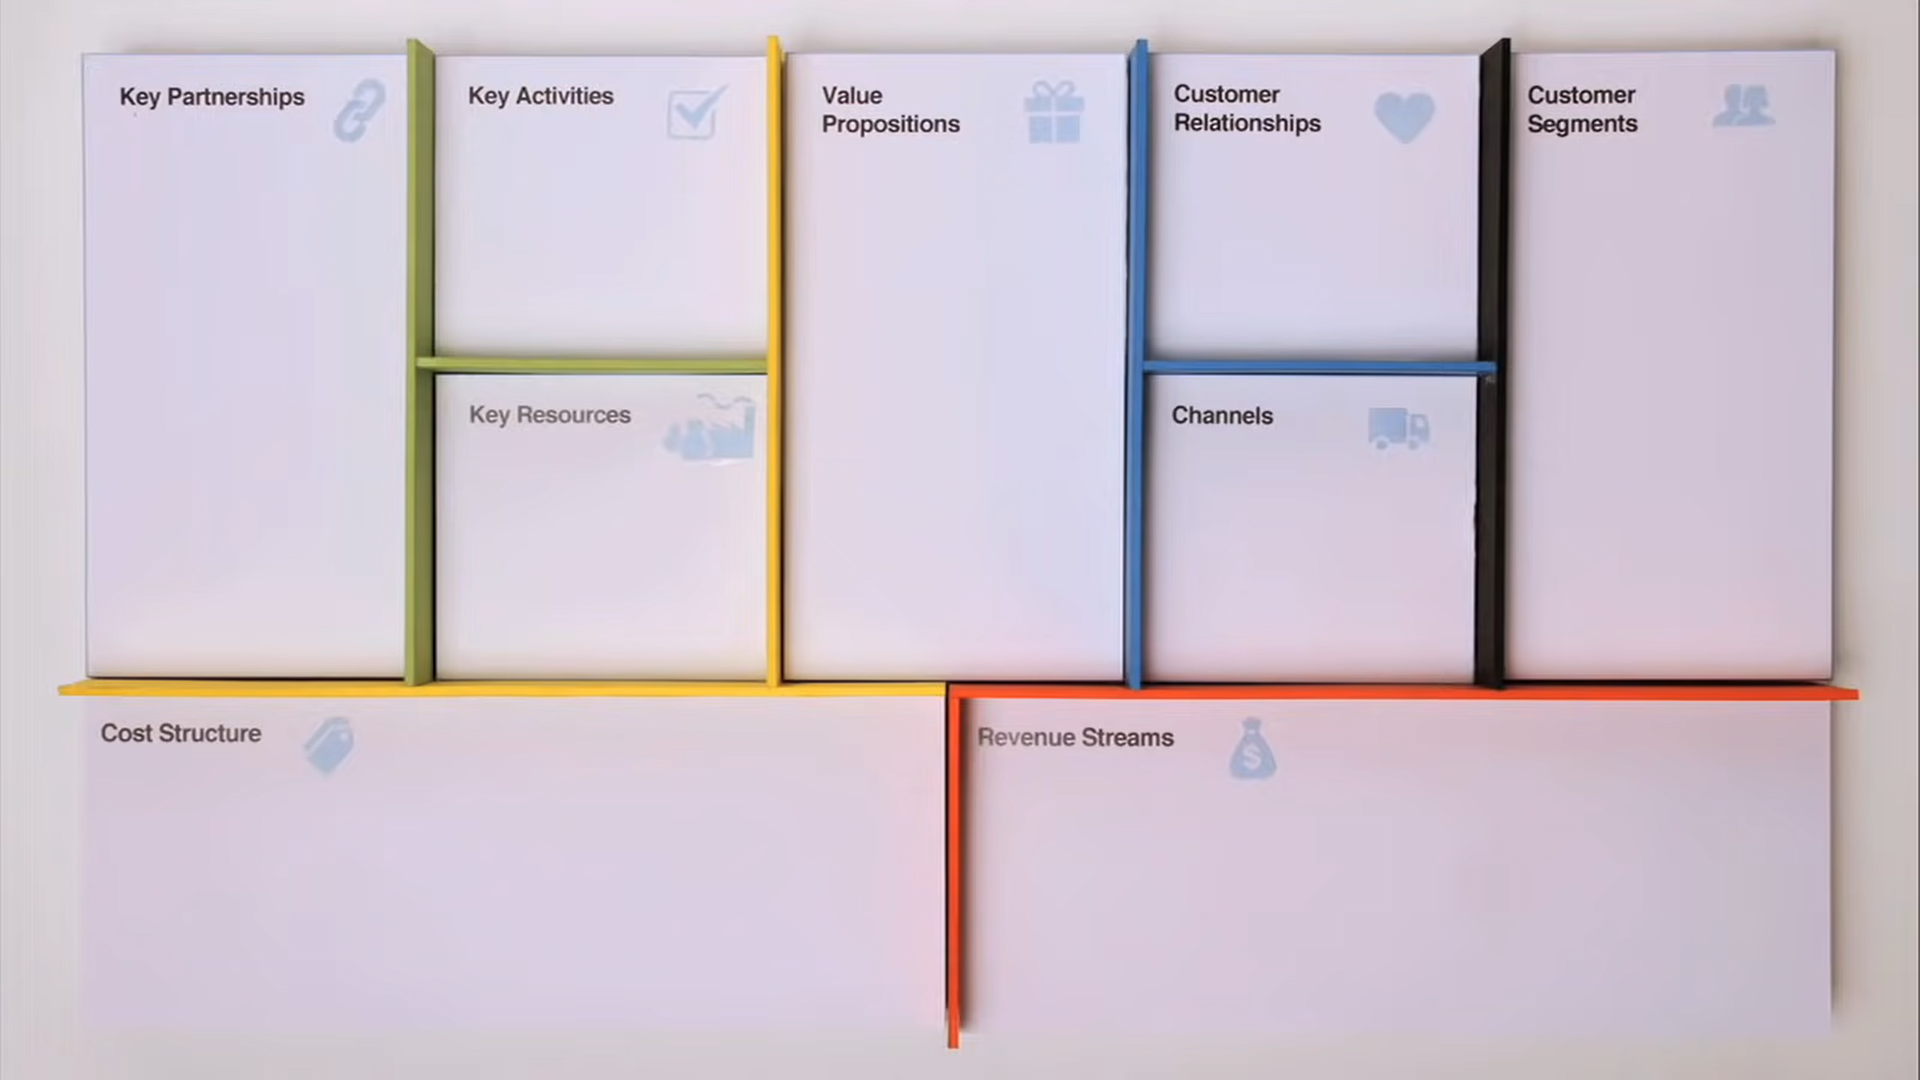 Key Partnerships
Key Activities
Value
Propositions
Customer
Relationships
Customer
Segments
Key Resources
Channels
Cost Structure
Revenue Streams
$